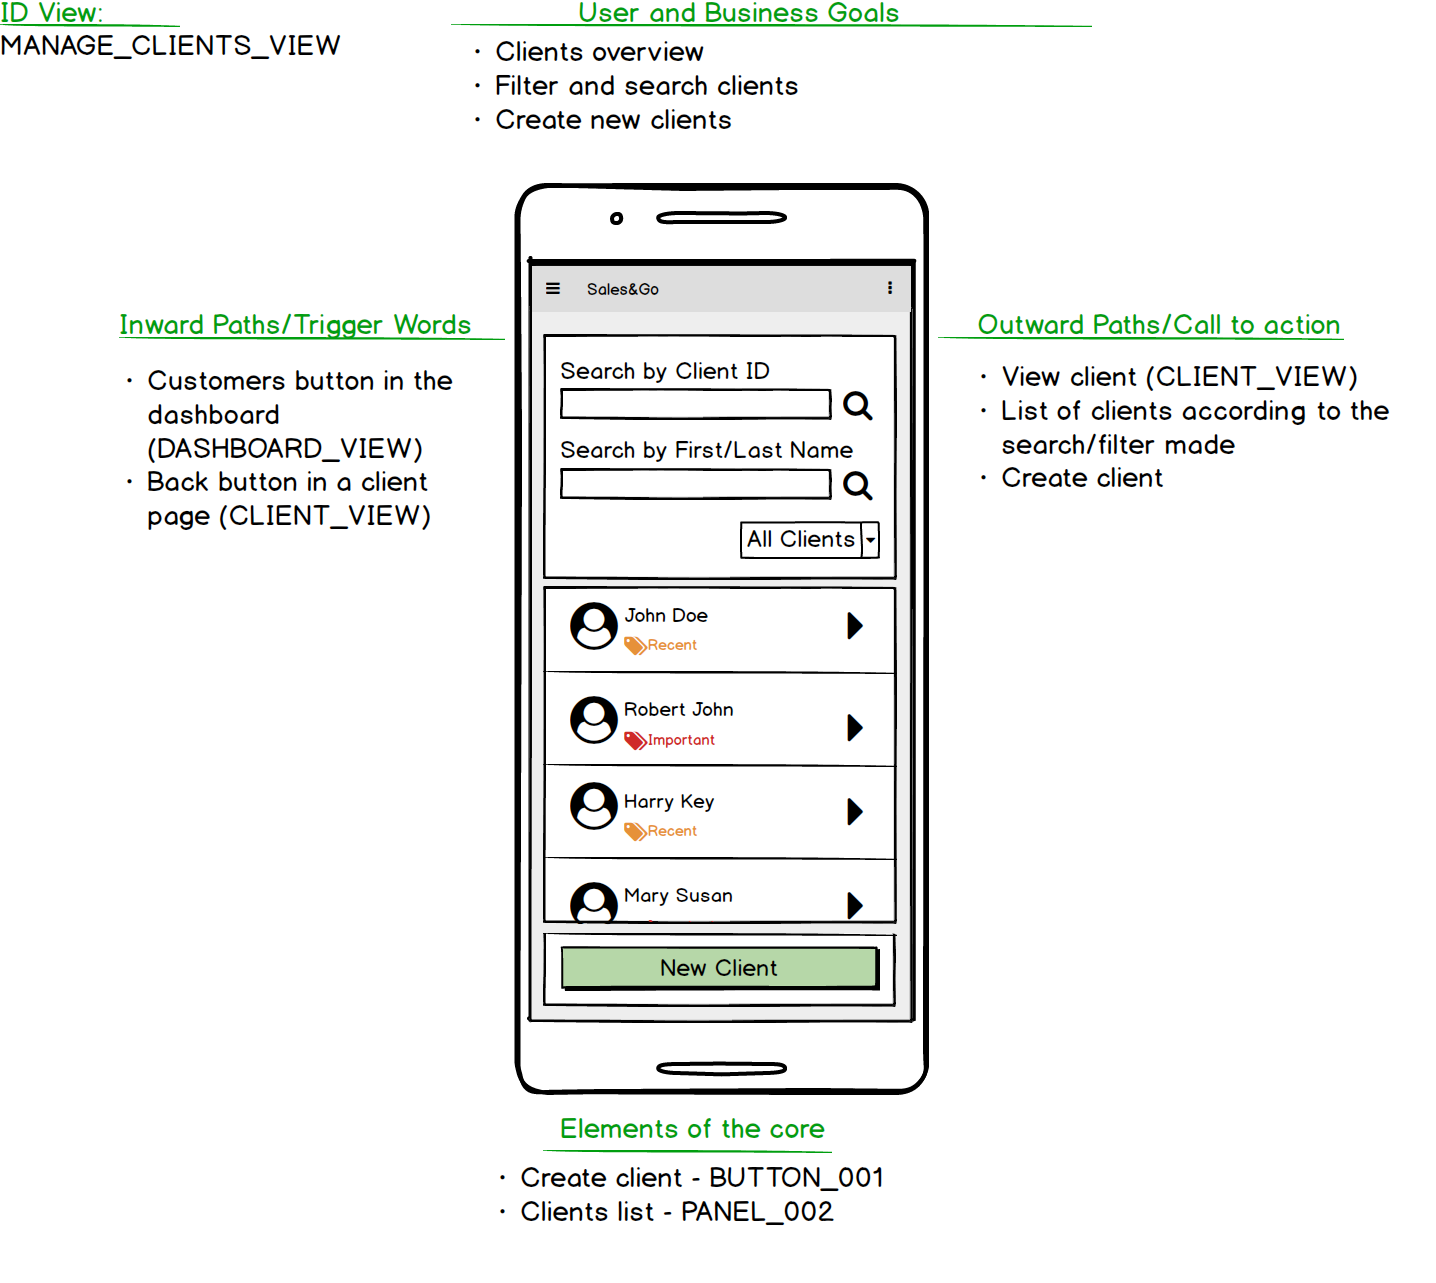 ID View:
MANAGE_CLIENTS_VIEW
User and Business Goals
· Clients overview
· Filter and search clients
· Create new clients
Inward Paths/Trigger Words
· Customers button in the
dashboard
(DASHBOARD_VIEW)
· Back button in a client
page (CLIENT_VIEW)
Sales&Go
Search by Client ID
Search by First/Last Name
All Clients
John Doe
Recent
Robert John
Important
Harry Key
Recent
Mary Susan
New Client
Outward Paths/Call to action
· View client (CLIENT_VIEW)
· List of clients according to the
search/filter made
· Create client
Elements of the core
· Create client - BUTTON_001
· Clients list - PANEL_002